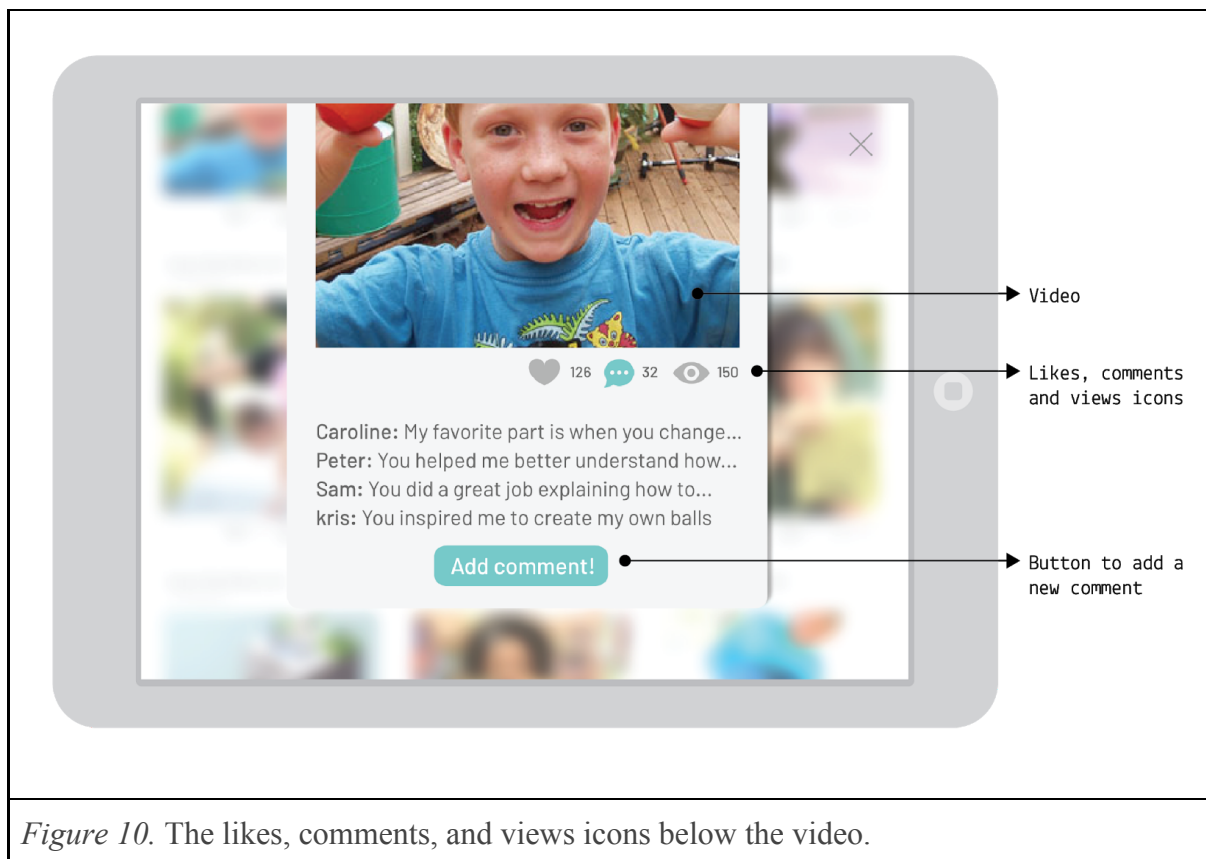 Video
126 32 150
Likes, comments
and views icons
Caroline: My favorite part is when you change...
Peter: You helped me better understand how...
Sam: You did a great job explaining how to...
kris: You inspired me to create my own balls
Add comment!
Button to add a
new comment
Figure 10. The likes, comments, and views icons below the video.